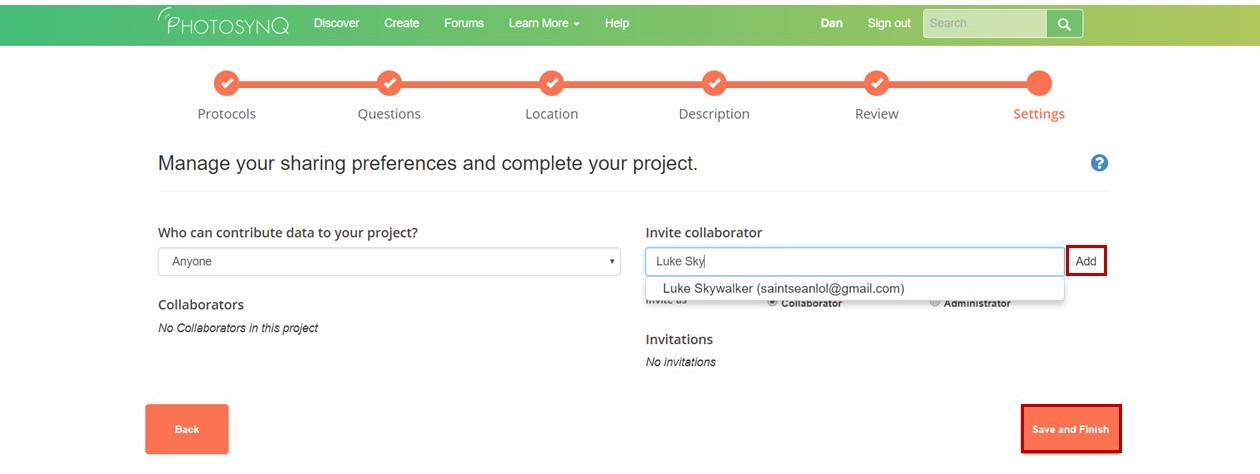 PHOTOSYNQ Discover Create Forums Learn More Help Dan Sign out Search
Protocols Questions Location Description Review Settings
Manage your sharing preferences and complete your project. ?
Who can contribute data to your project? Invite collaborator
Anyone Luke Sky Add
Luke Skywalker (saintseanlol@gmail.com)
Invite as Collaborator Administrator
Collaborators
No Collaborators in this project
Invitations
No invitations
Back Save and Finish